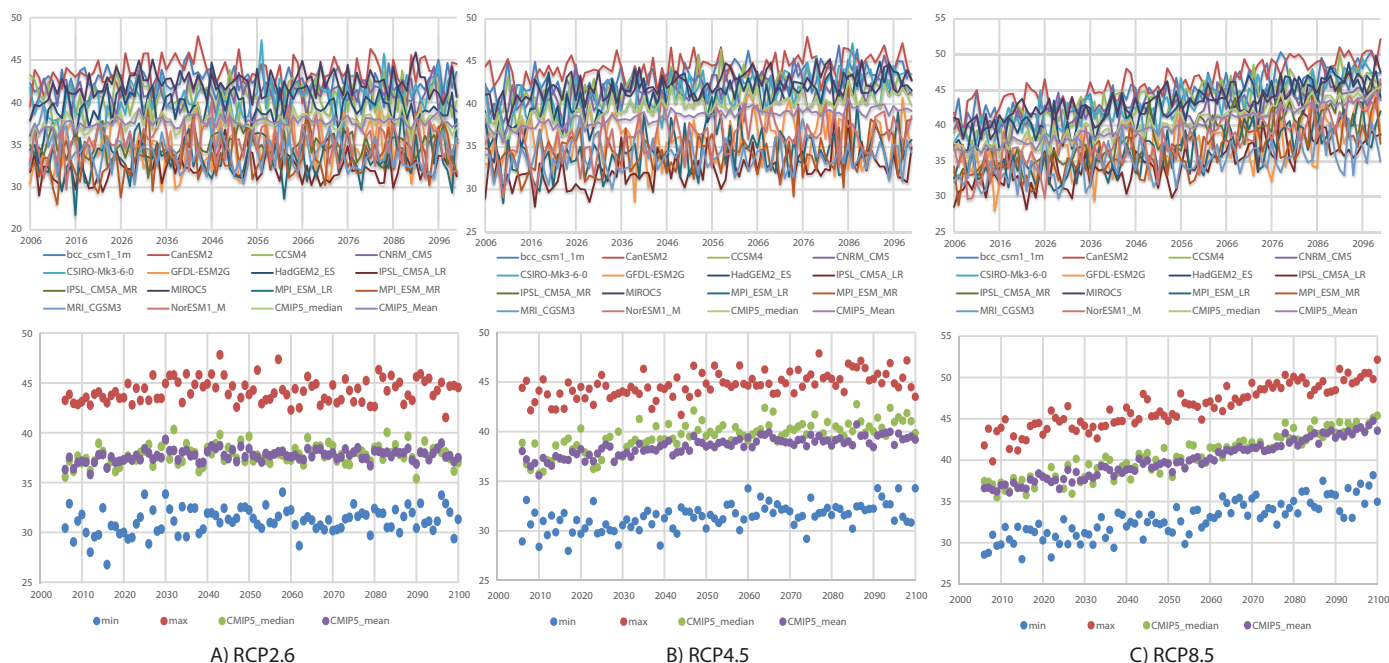 50
45
40
35
30
25
20
2006 2016 2026 2036 2046 2056 2066 2076 2086 2096
bcc_csm1_1m CanESM2 CCSM4 CNRM_CM5
CSIRO-Mk3-6-0 GFDL-ESM2G HadGEM2_ES IPSL_CM5A_LR
IPSL_CM5A_MR MIROC5 MPI_ESM_LR MPI_ESM_MR
MRI_CGSM3 NorESM1_M CMIP5_median CMIP5_Mean
50
45
40
35
30
25
2006 2016 2026 2036 2046 2056 2066 2076 2086 2096
bcc_csm1_1m CanESM2 CCSM4 CNRM_CM5
CSIRO-Mk3-6-0 GFDL-ESM2G HadGEM2_ES IPSL_CM5A_LR
IPSL_CM5A_MR MIROC5 MPI_ESM_LR MPI_ESM_MR
MRI_CGSM3 NorESM1_M CMIP5_median CMIP5_Mean
55
50
45
40
35
30
25
2006 2016 2026 2036 2046 2056 2066 2076 2086 2096
bcc_csm1_1m CanESM2 CCSM4 CNRM_CM5
CSIRO-Mk3-6-0 GFDL-ESM2G HadGEM2_ES IPSL_CM5A_LR
IPSL_CM5A_MR MIROC5 MPI_ESM_LR MPI_ESM_MR
MRI_CGSM3 NorESM1_M CMIP5_median CMIP5_Mean
50
45
40
35
30
25
2000 2010 2020 2030 2040 2050 2060 2070 2080 2090 2100
min max CMIP5_median CMIP5_mean
A) RCP2.6
50
45
40
35
30
25
2000 2010 2020 2030 2040 2050 2060 2070 2080 2090 2100
min max CMIP5_median CMIP5_mean
B) RCP4.5
55
50
45
40
35
30
25
2000 2010 2020 2030 2040 2050 2060 2070 2080 2090 2100
min max CMIP5_median CMIP5_mean
C) RCP8.5